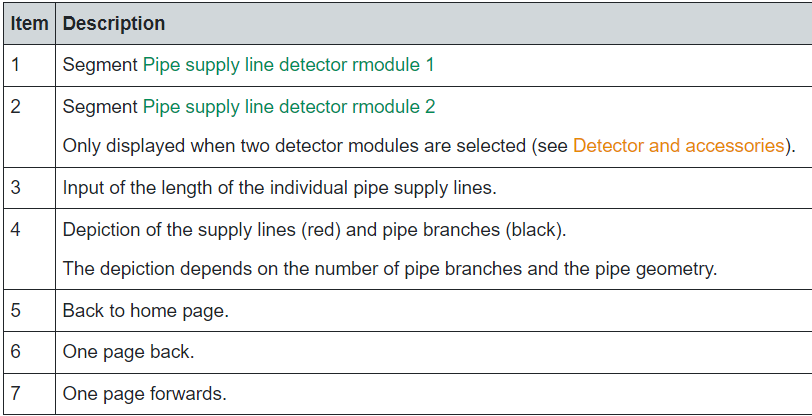 Item Description
1 Segment Pipe supply line detector rmodule 1
2 Segment Pipe supply line detector rmodule 2
Only displayed when two detector modules are selected (see Detector and accessories).
3 Input of the length of the individual pipe supply lines.
4 Depiction of the supply lines (red) and pipe branches (black).
The depiction depends on the number of pipe branches and the pipe geometry.
5 Back to home page.
6 One page back.
7 One page forwards.